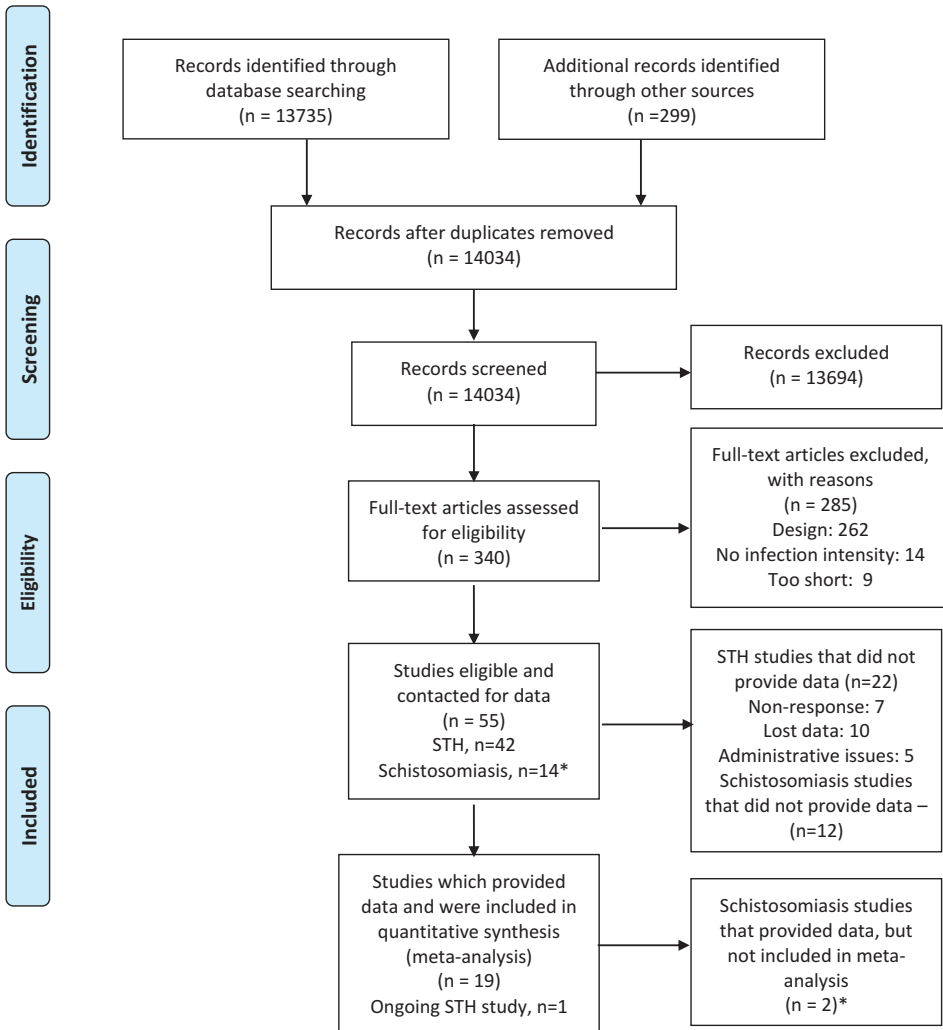 Identification
Records identified through
database searching
(n = 13735)
Additional records identified
through other sources
(n =299)
Records after duplicates removed
(n = 14034)
Screening
Records screened
(n = 14034)
Records excluded
(n = 13694)
Eligibility
Full-text articles assessed
for eligibility
(n = 340)
Full-text articles excluded,
with reasons
(n = 285)
Design: 262
No infection intensity: 14
Too short: 9
Studies eligible and
contacted for data
(n = 55)
STH, n=42
Schistosomiasis, n=14*
STH studies that did not
provide data (n=22)
Non-response: 7
Lost data: 10
Administrative issues: 5
Schistosomiasis studies
that did not provide data –
(n=12)
Included
Studies which provided
data and were included in
quantitative synthesis
(meta-analysis)
(n = 19)
Ongoing STH study, n=1
Schistosomiasis studies
that provided data, but
not included in meta-
analysis
(n = 2)*